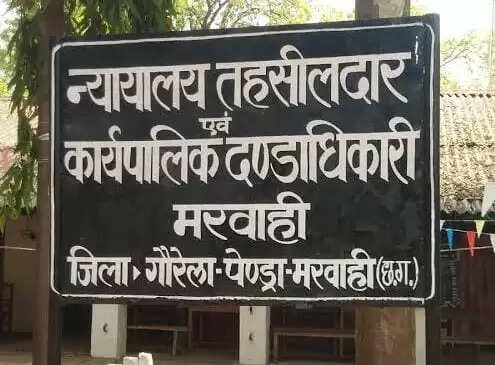 न्यायालय तहसीलदार
एवं
कार्यपालिक दण्डाधिकारी
मरवाही
जिला▸ गौरेला-पेण्ड्रा-मरवाही(छ.ग.)